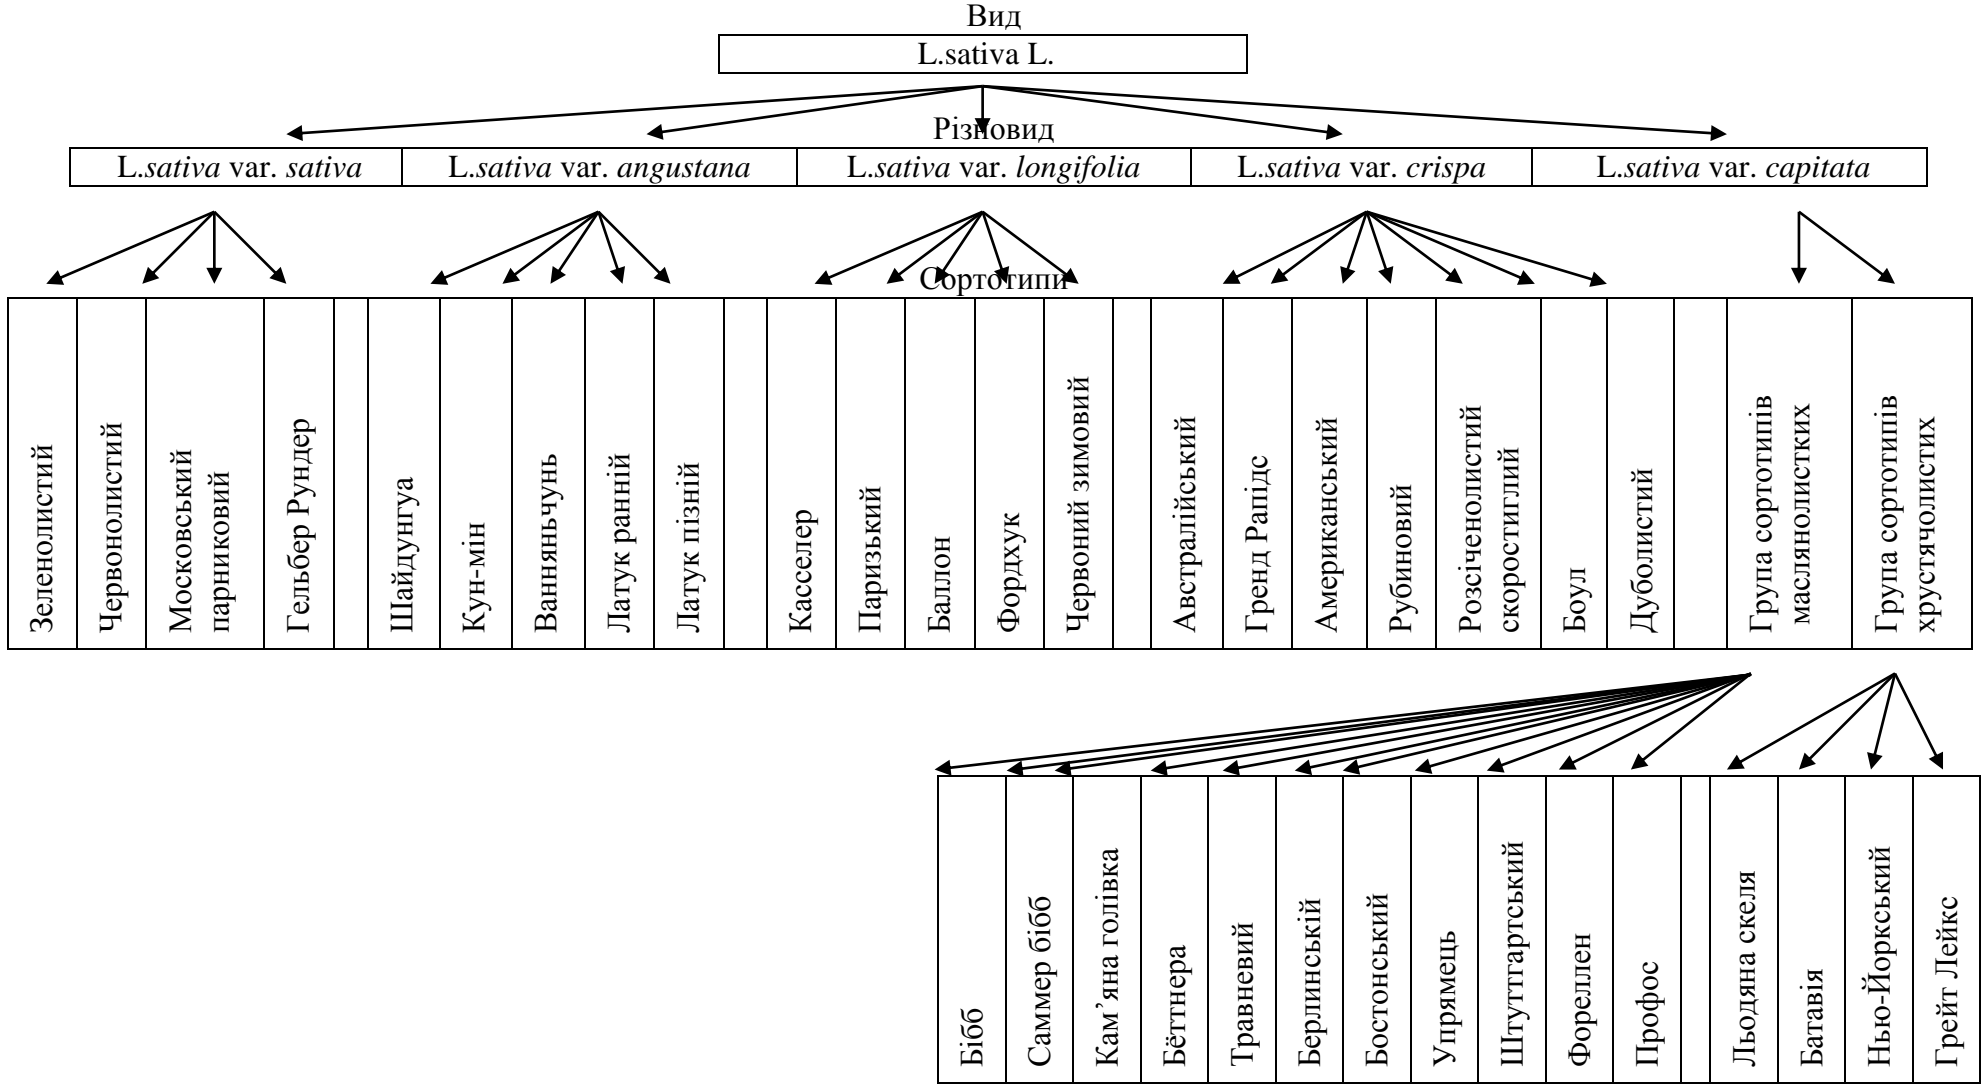 Вид
L.sativa L.
Різновид
L.sativa var. sativa
L.sativa var. angustana
L.sativa var. longifolia
L.sativa var. crispa
L.sativa var. capitata
Сортотипи
Зеленолистий
Червонолистий
Московський
парниковий
Гельбер Рундер
Шайдунгуа
Кун-мін
Ванняньчунь
Латук ранній
Латук пізній
Касселер
Паризький
Баллон
Фордхук
Червоний зимовий
Австралійський
Гренд Рапідс
Американський
Рубиновий
Розсіченолистий
скоростиглий
Боул
Дуболистий
Група сортотипів
маслянолистких
Група сортотипів
хрустячолистих
Бібб
Саммер бібб
Кам’яна голівка
Бёттнера
Травневий
Берлинській
Бостонський
Упрямець
Штуттгартський
Фореллен
Профос
Льодяна скеля
Батавія
Нью-Йоркський
Грейт Лейкс